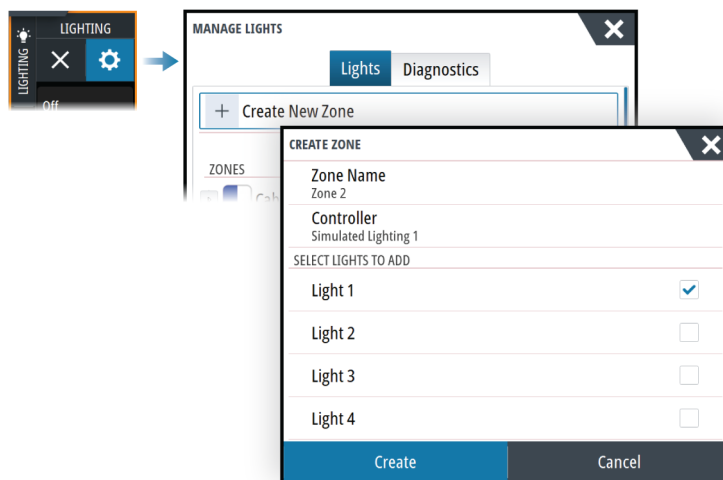 LIGHTING
LIGHTING
Off
MANAGE LIGHTS
Lights
Diagnostics
Create New Zone
ZONES
CREATE ZONE
Zone Name
Zone 2
Controller
Simulated Lighting 1
SELECT LIGHTS TO ADD
Light 1
Light 2
Light 3
Light 4
Create
Cancel